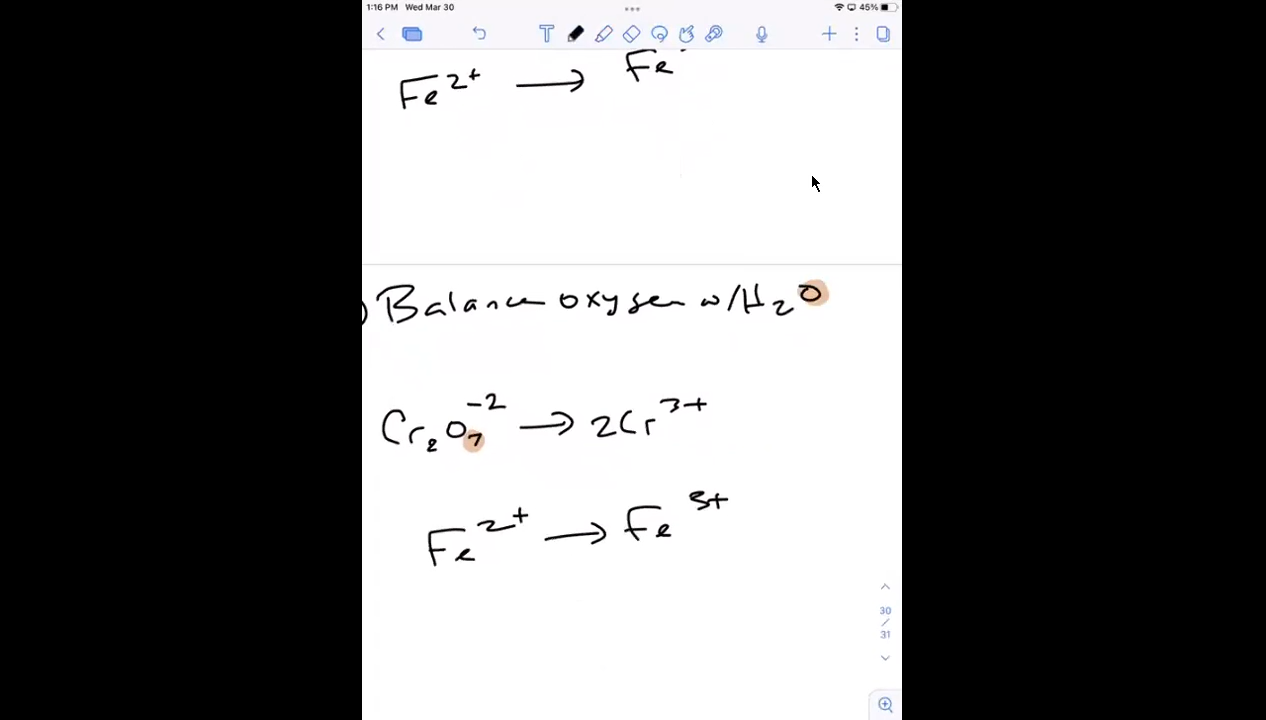 1:16 PM Wed Mar 30
45%
T
Fe²⁺ → Fe
) Balance oxygen w/H₂O
Cr₂O₇⁻² → 2Cr³⁺
Fe²⁺ → Fe³⁺
30
/
31